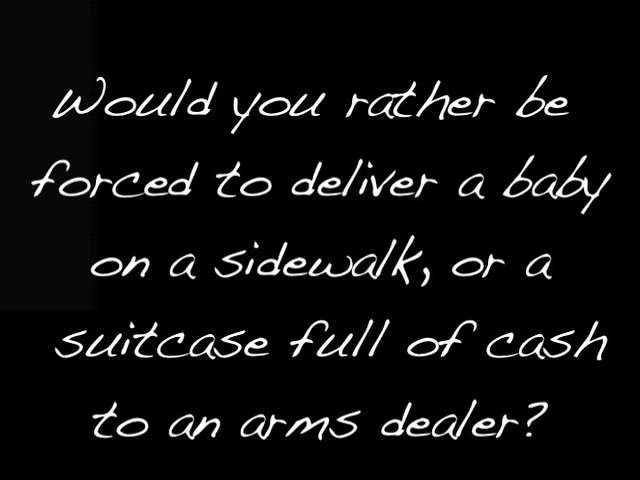 Would you rather be
forced to deliver a baby
on a sidewalk, or a
suitcase full of cash
to an arms dealer?